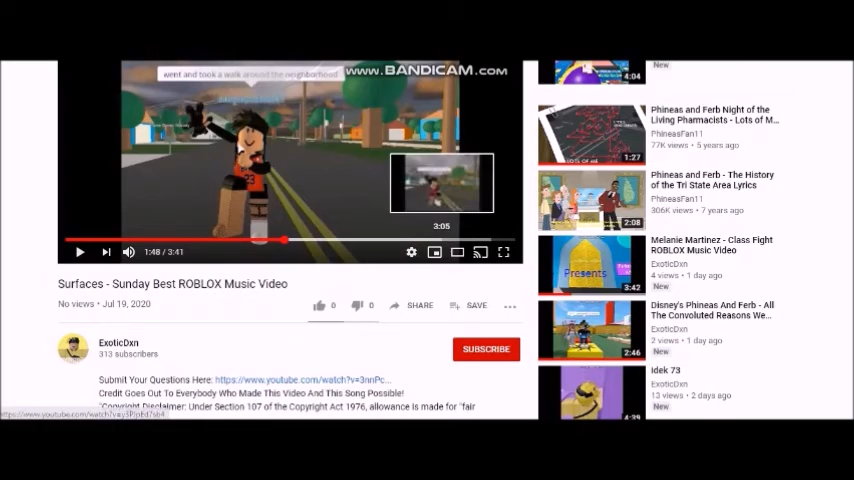 went and took a walk around the neighborhood
WWW.BANDICAM.COM
3:05
1:48 / 3:41
Surfaces - Sunday Best ROBLOX Music Video
No views • Jul 19, 2020
0
0
SHARE
SAVE
ExoticDxn
313 subscribers
SUBSCRIBE
Submit Your Questions Here: https://www.youtube.com/watch?v=3nnPc...
Credit Goes Out To Everybody Who Made This Video And This Song Possible!
"Copyright Disclaimer: Under Section 107 of the Copyright Act 1976, allowance is made for "fair
New
4:04
Phineas and Ferb Night of the
Living Pharmacists - Lots of M...
PhineasFan11
77K views • 5 years ago
1:27
Phineas and Ferb - The History
of the Tri State Area Lyrics
PhineasFan11
306K views • 7 years ago
2:08
Melanie Martinez - Class Fight
ROBLOX Music Video
ExoticDxn
4 views • 1 day ago
New
Presents
3:42
Disney's Phineas And Ferb - All
The Convoluted Reasons We...
ExoticDxn
2 views • 1 day ago
New
2:46
Idek 73
ExoticDxn
13 views • 2 days ago
New
4:39